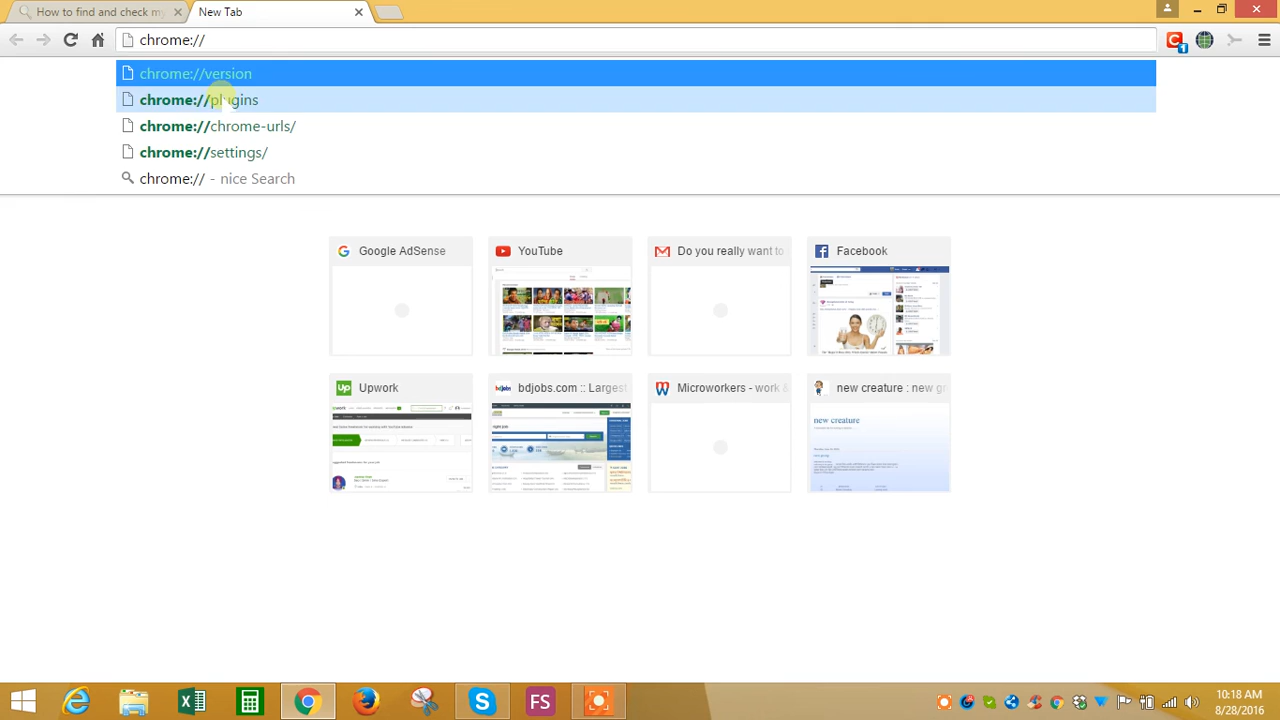 How to find and check my
New Tab
chrome://
chrome://version
chrome://plugins
chrome://chrome-urls/
chrome://settings/
chrome:// - nice Search
Google AdSense
YouTube
Do you really want to
Facebook
Upwork
bdjobs.com :: Largest
Microworkers - work &
new creature : new gr
new creature
FS
10:18 AM
8/28/2016